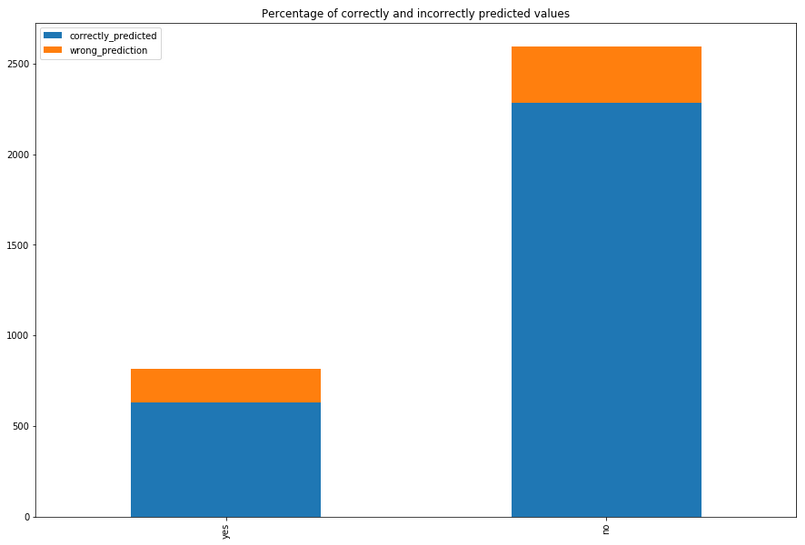 Percentage of correctly and incorrectly predicted values
correctly_predicted
wrong_prediction
2500
2000
1500
1000
500
0
yes
no